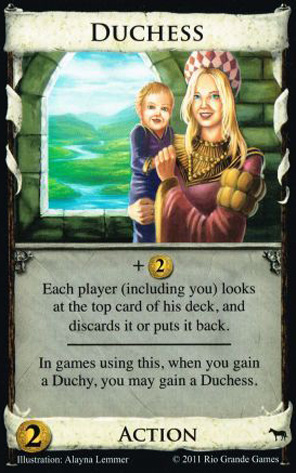 DUCHESS
+ 2
Each player (including you) looks
at the top card of his deck, and
discards it or puts it back.
In games using this, when you gain
a Duchy, you may gain a Duchess.
2
ACTION
Illustration: Alayna Lemmer
© 2011 Rio Grande Games